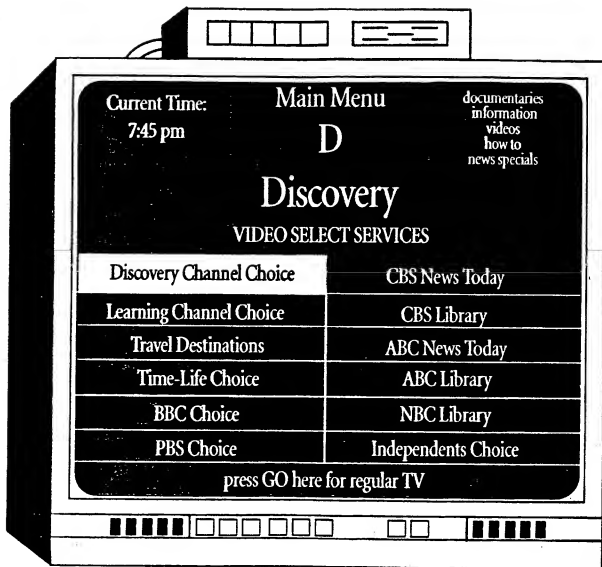 Current Time:
7:45 pm
Main Menu
D
documentaries
information
videos
how to
news specials
Discovery
VIDEO SELECT SERVICES
Discovery Channel Choice
CBS News Today
Learning Channel Choice
CBS Library
Travel Destinations
ABC News Today
Time-Life Choice
ABC Library
BBC Choice
NBC Library
PBS Choice
Independents Choice
press GO here for regular TV